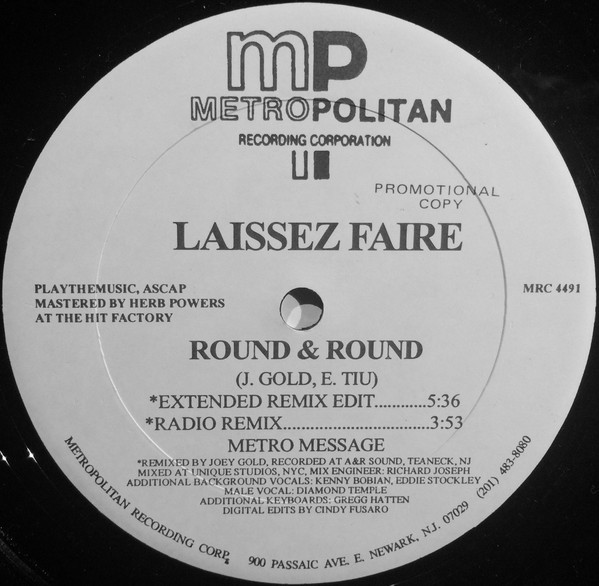 mP
METROPOLITAN
RECORDING CORPORATION
PROMOTIONAL
COPY
LAISSEZ FAIRE
PLAYTHEMUSIC, ASCAP
MASTERED BY HERB POWERS
AT THE HIT FACTORY
MRC 4491
ROUND & ROUND
(J. GOLD, E. TIU)
*EXTENDED REMIX EDIT............5:36
*RADIO REMIX................................3:53
METRO MESSAGE
*REMIXED BY JOEY GOLD, RECORDED AT A&R SOUND, TEANECK, NJ
MIXED AT UNIQUE STUDIOS, NYC, MIX ENGINEER: RICHARD JOSEPH
ADDITIONAL BACKGROUND VOCALS: KENNY BOBIAN, EDDIE STOCKLEY
MALE VOCAL: DIAMOND TEMPLE
ADDITIONAL KEYBOARDS: GREGG HATTEN
DIGITAL EDITS BY CINDY FUSARO
METROPOLITAN RECORDING CORP. 900 PASSAIC AVE. E. NEWARK, N.J. 07029 (201) 483-8080